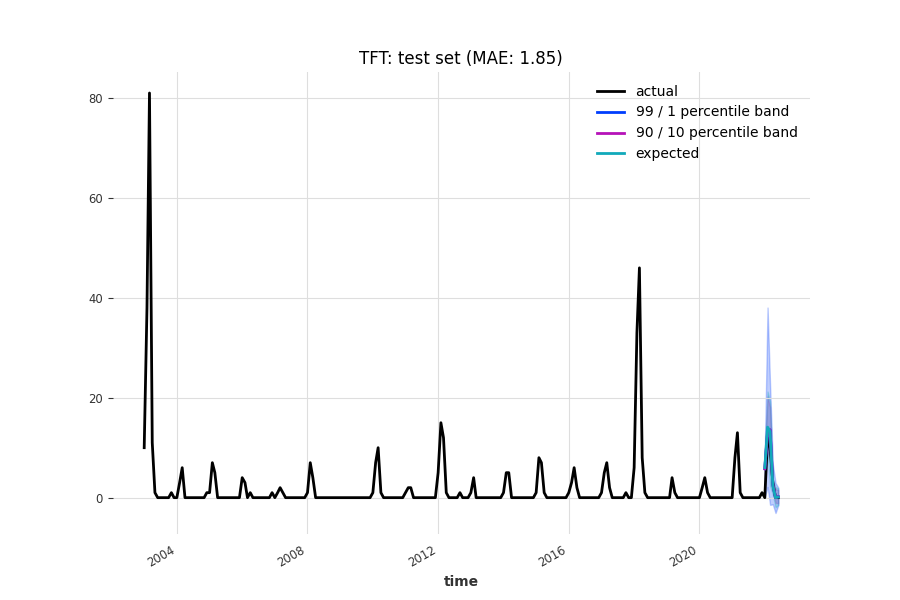 TFT: test set (MAE: 1.85)
actual
99 / 1 percentile band
90 / 10 percentile band
expected
80
60
40
20
0
2004
2008
2012
2016
2020
time